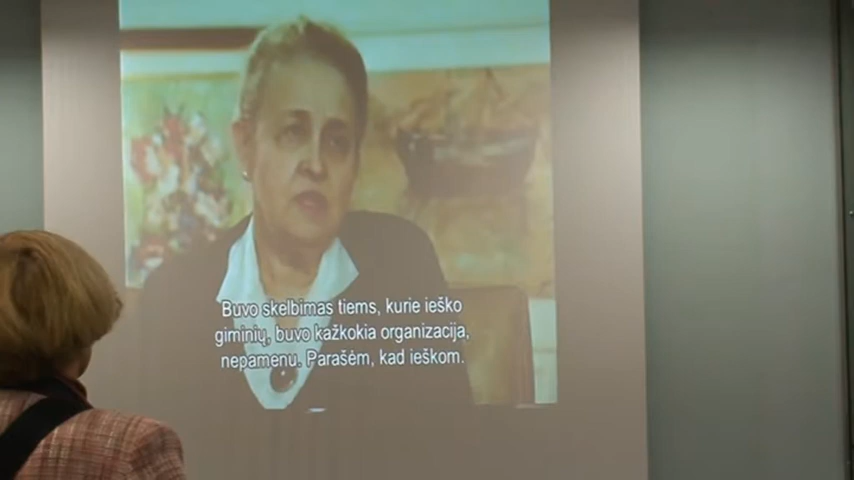 Buvo skelbimas tiems, kurie ieško
giminių, buvo kažkokia organizacija,
nepamenu. Parašėm, kad ieškom.